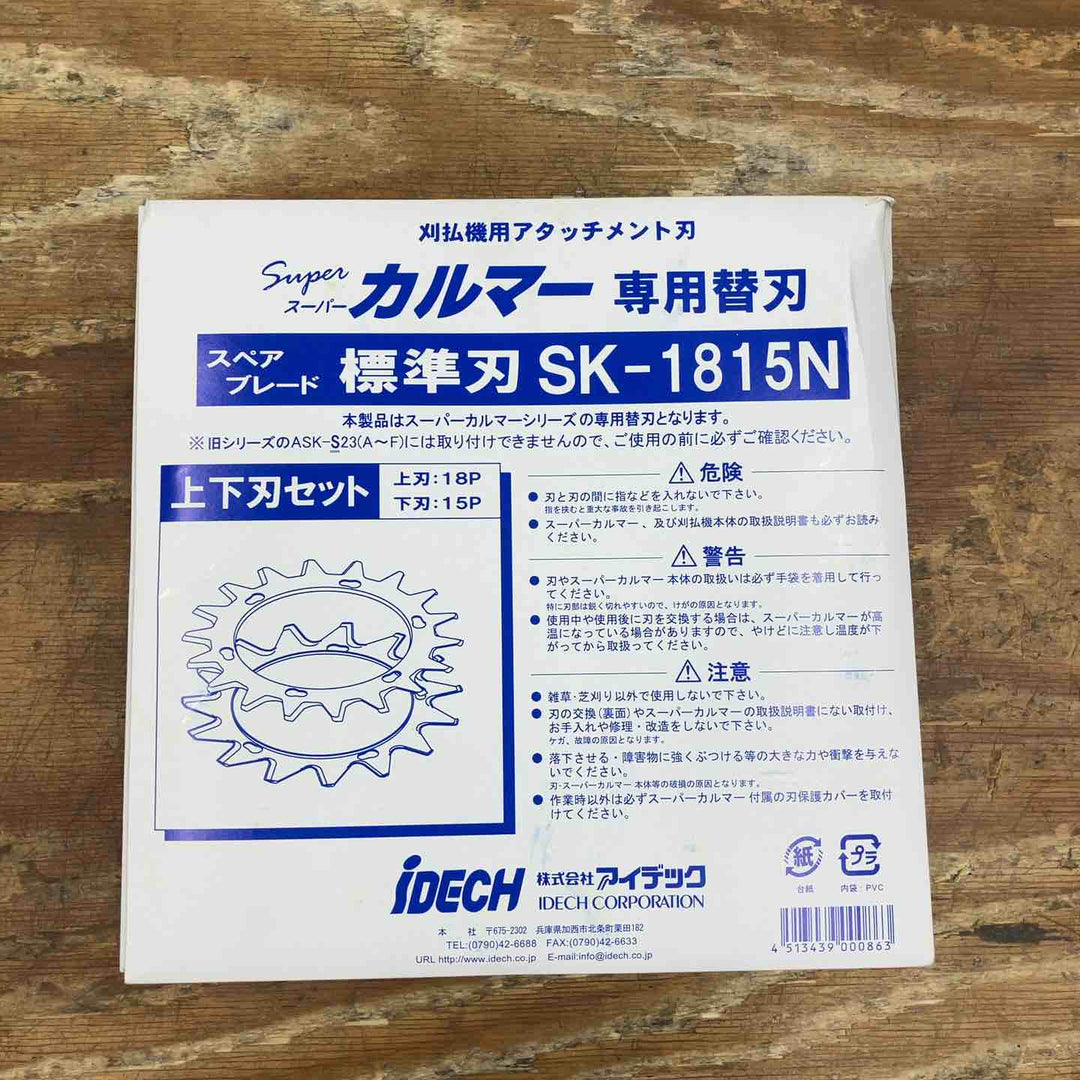 刈払機用アタッチメント刃
Super
スーパー カルマー 専用替刃
スペア
ブレード 標準刃 SK-1815N
本製品はスーパーカルマーシリーズの専用替刃となります。
※旧シリーズのASK-S23(A～F)には取り付けできませんので、ご使用の前に必ずご確認ください。
上下刃セット
上刃:18P
下刃:15P
危険
● 刃と刃の間に指などを入れないで下さい。
指を挟むと重大な事故を引き起こします。
● スーパーカルマー、及び刈払機本体の取扱説明書も必ずお読み
ください。
警告
● 刃やスーパーカルマー本体の取扱いは必ず手袋を着用して行っ
てください。
特に刃部は鋭く切れやすいので、けがの原因となります。
● 使用中や使用後に刃を交換する場合は、スーパーカルマーが高
温になっている場合がありますので、やけどに注意し温度が下
がってから取扱ってください。
注意
● 雑草・芝刈り以外で使用しないで下さい。
● 刃の交換(裏面)やスーパーカルマーの取扱説明書にない取付け、
お手入れや修理・改造をしないで下さい。
ケガ、故障の原因となります。
● 落下させる・障害物に強くぶつける等の大きな力や衝撃を与えな
いでください。
刃・スーパーカルマー本体等の破損の原因となります。
● 作業時以外は必ずスーパーカルマー付属の刃保護カバーを取付
けてください。
紙
台紙
プラ
内袋:PVC
iDECH 株式会社アイデック
IDECH CORPORATION
本 社 〒675-2302 兵庫県加西市北条町栗田182
TEL:(0790)42-6688 FAX:(0790)42-6633
URL http://www.idech.co.jp E-mail:info@idech.co.jp
4 513439 000863